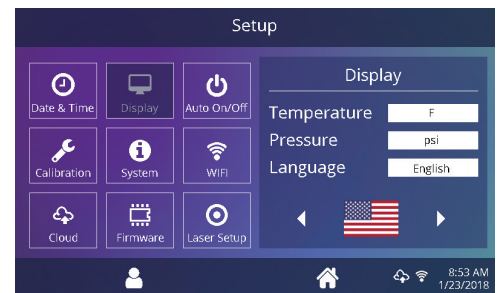 Setup
Date & Time
Display
Auto On/Off
Calibration
System
WIFI
Cloud
Firmware
Laser Setup
Display
Temperature F
Pressure psi
Language English
8:53 AM
1/23/2018